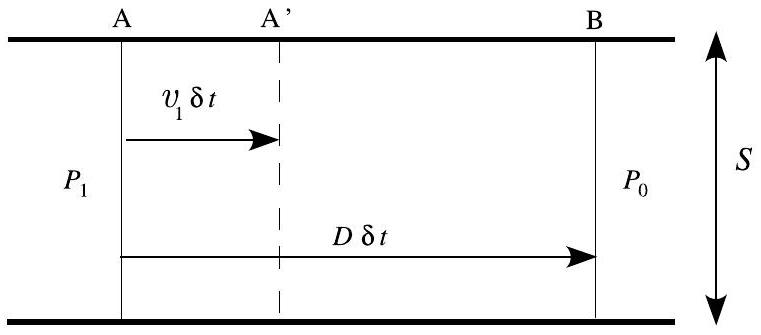 A A’ B
v₁ δt
P₁ P₀ S
D δt